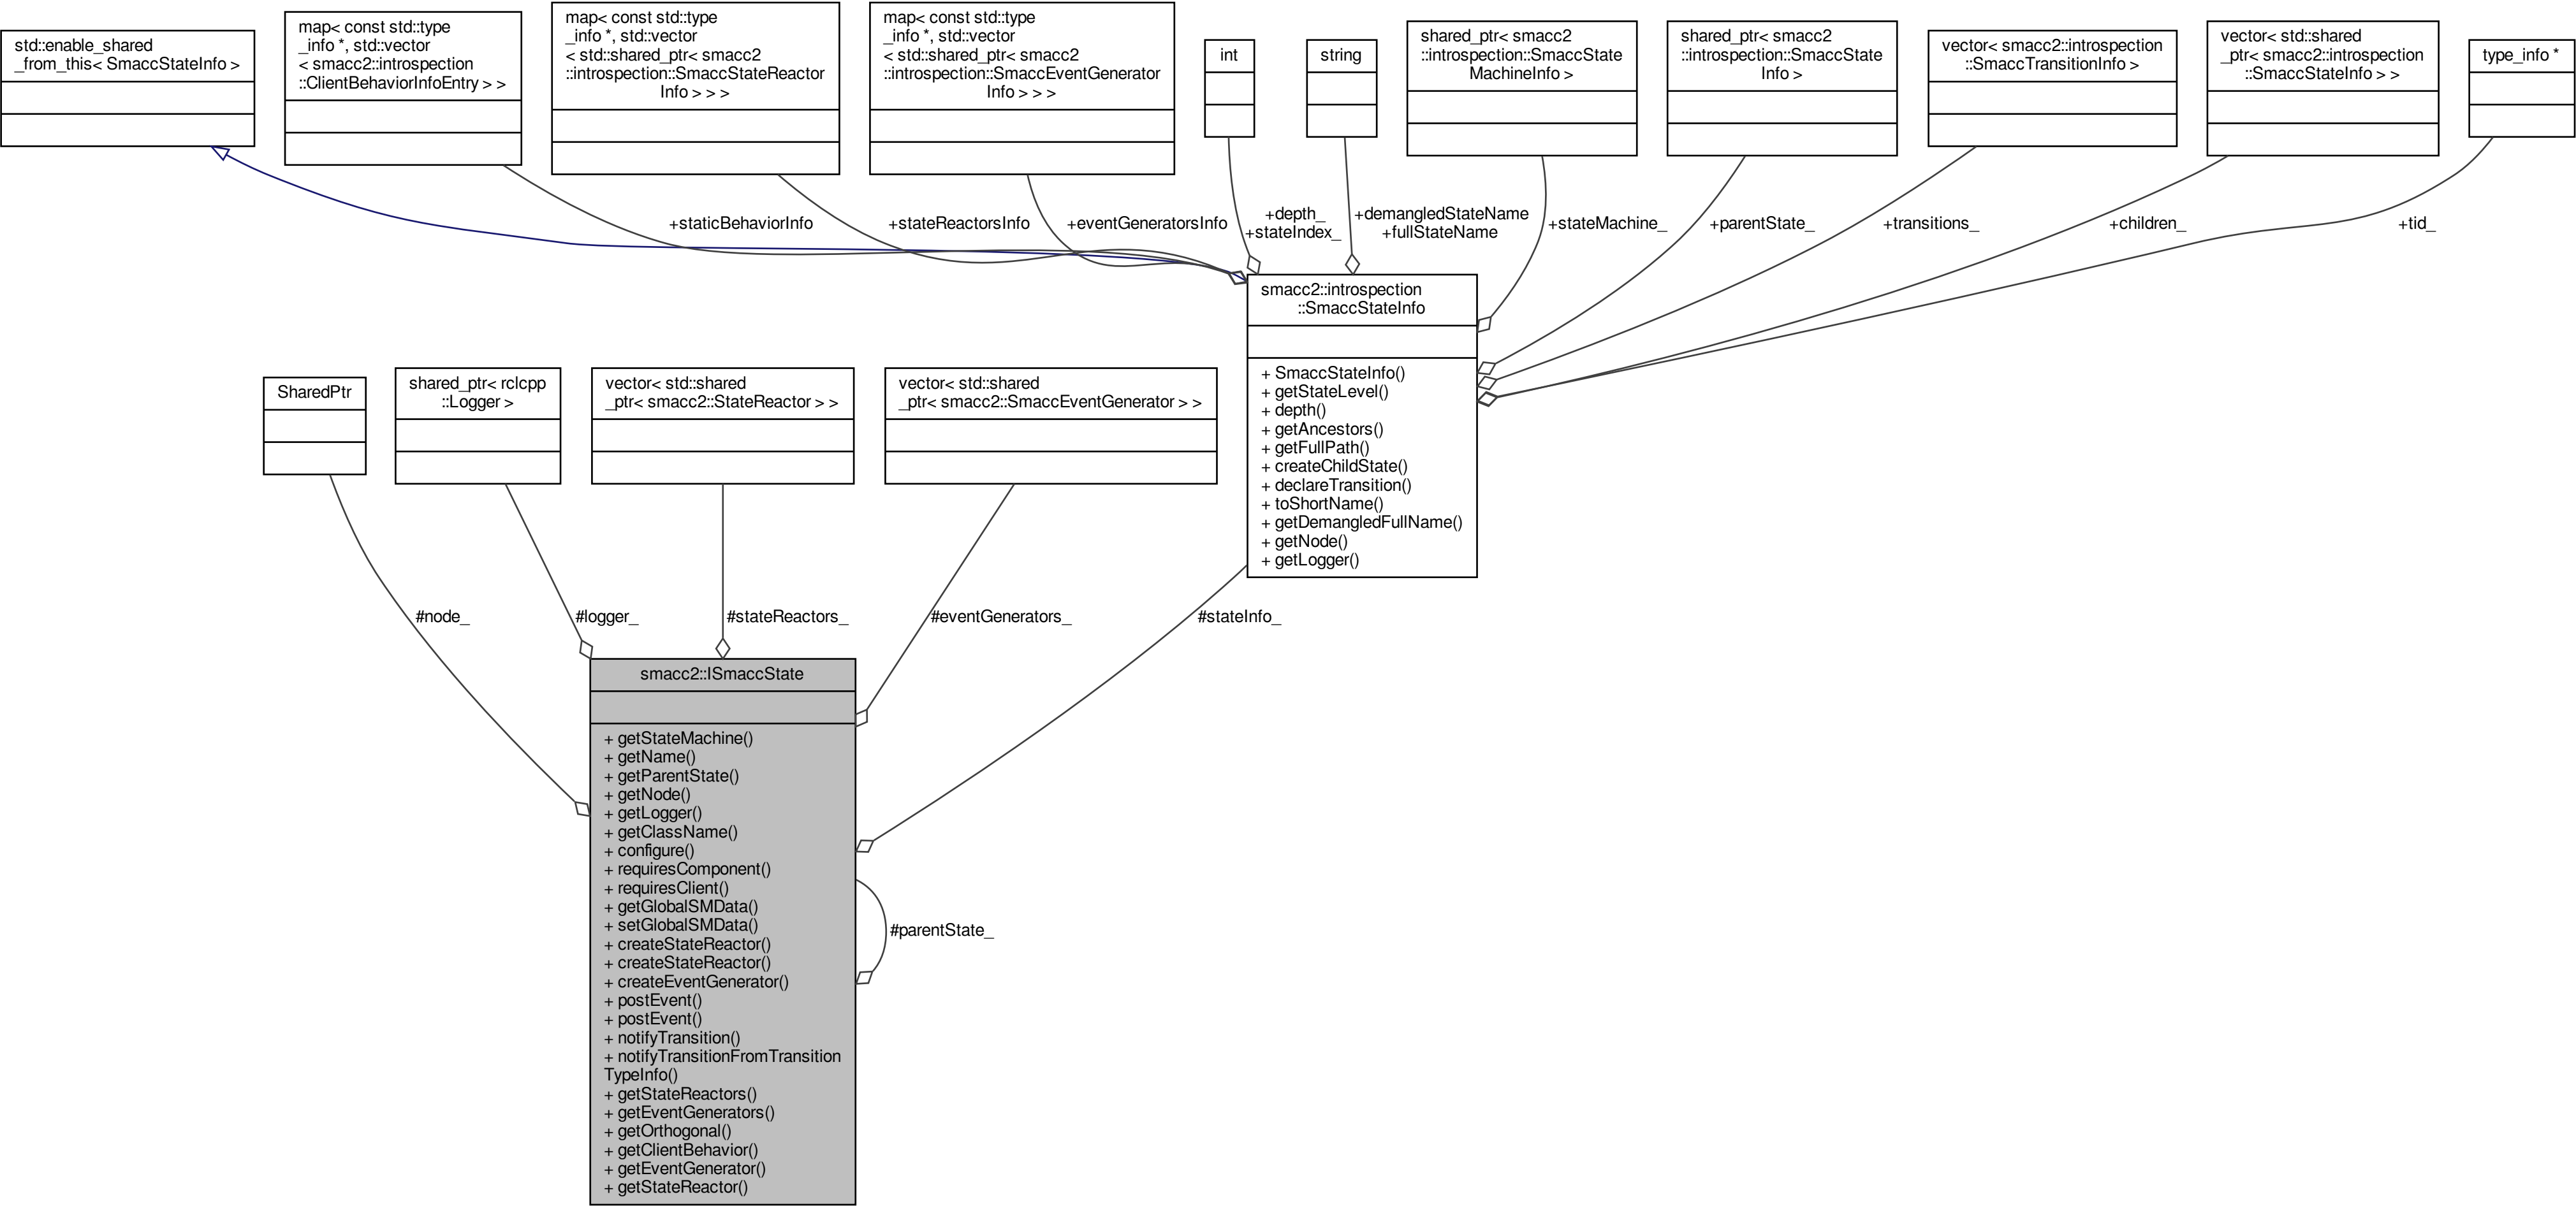 std::enable_shared
_from_this< SmaccStateInfo >
map< const std::type
_info *, std::vector
< smacc2::introspection
::ClientBehaviorInfoEntry > >
map< const std::type
_info *, std::vector
< std::shared_ptr< smacc2
::introspection::SmaccStateReactor
Info > > >
map< const std::type
_info *, std::vector
< std::shared_ptr< smacc2
::introspection::SmaccEventGenerator
Info > > >
int
string
shared_ptr< smacc2
::introspection::SmaccState
MachineInfo >
shared_ptr< smacc2
::introspection::SmaccState
Info >
vector< smacc2::introspection
::SmaccTransitionInfo >
vector< std::shared
_ptr< smacc2::introspection
::SmaccStateInfo > >
type_info *
+staticBehaviorInfo
+stateReactorsInfo
+eventGeneratorsInfo
+depth_
+stateIndex_
+demangledStateName
+fullStateName
+stateMachine_
+parentState_
+transitions_
+children_
+tid_
smacc2::introspection
::SmaccStateInfo
+ SmaccStateInfo()
+ getStateLevel()
+ depth()
+ getAncestors()
+ getFullPath()
+ createChildState()
+ declareTransition()
+ toShortName()
+ getDemangledFullName()
+ getNode()
+ getLogger()
SharedPtr
shared_ptr< rclcpp
::Logger >
vector< std::shared
_ptr< smacc2::StateReactor > >
vector< std::shared
_ptr< smacc2::SmaccEventGenerator > >
#node_
#logger_
#stateReactors_
#eventGenerators_
#stateInfo_
smacc2::ISmaccState
+ getStateMachine()
+ getName()
+ getParentState()
+ getNode()
+ getLogger()
+ getClassName()
+ configure()
+ requiresComponent()
+ requiresClient()
+ getGlobalSMData()
+ setGlobalSMData()
+ createStateReactor()
+ createStateReactor()
+ createEventGenerator()
+ postEvent()
+ postEvent()
+ notifyTransition()
+ notifyTransitionFromTransition
TypeInfo()
+ getStateReactors()
+ getEventGenerators()
+ getOrthogonal()
+ getClientBehavior()
+ getEventGenerator()
+ getStateReactor()
#parentState_